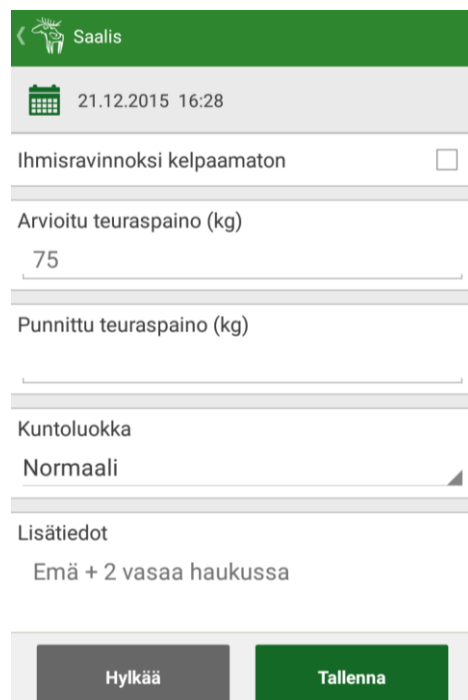 Saalis
21.12.2015 16:28
Ihmisravinnoksi kelpaamaton
Arvioitu teuraspaino (kg)
75
Punnittu teuraspaino (kg)
Kuntoluokka
Normaali
Lisätiedot
Emä + 2 vasaa haukussa
Hylkää
Tallenna